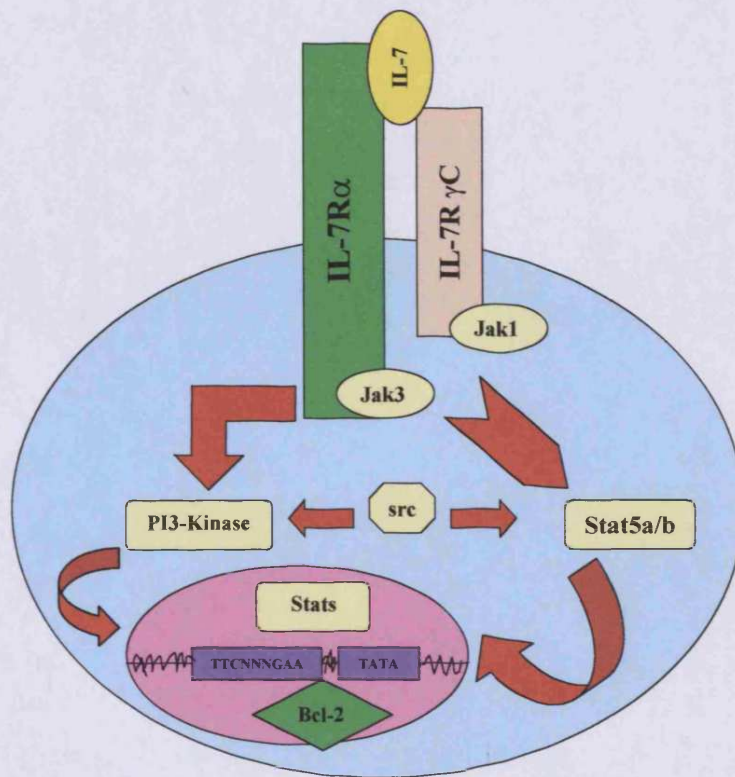 IL-7
IL-7Rα
IL-7R γC
Jak1
Jak3
PI3-Kinase
src
Stat5a/b
Stats
TTCNNNGAA
TATA
Bcl-2